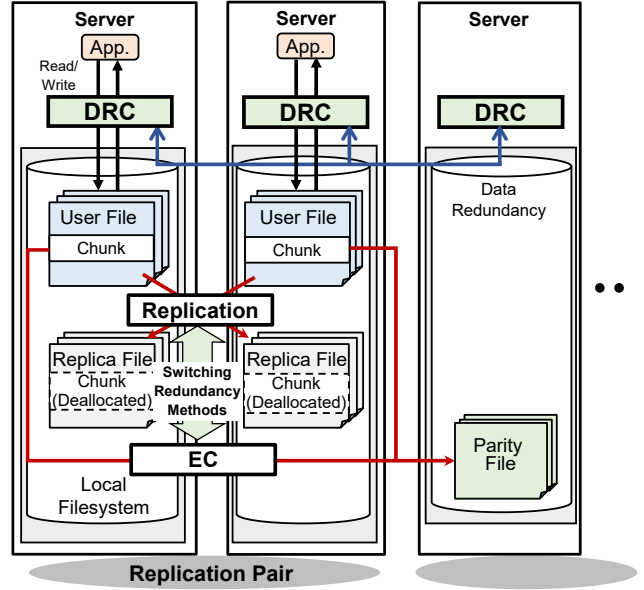 Server
Server
Server
App.
App.
Read/
Write
DRC
DRC
DRC
Data
Redundancy
User File
Chunk
User File
Chunk
Replication
Replica File
Chunk
(Deallocated)
Switching
Redundancy
Methods
Replica File
Chunk
(Deallocated)
EC
Parity
File
Local
Filesystem
Replication Pair